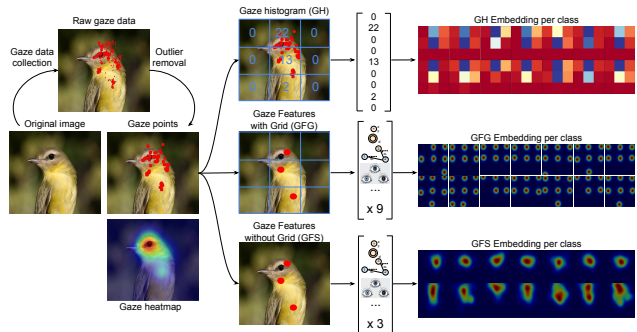 Raw gaze data
Gaze data
collection
Outlier
removal
Original image
Gaze points
Gaze heatmap
Gaze histogram (GH)
0 22 0
0 13 0
0 2 0
0
22
0
0
13
0
0
2
0
GH Embedding per class
Gaze Features
with Grid (GFG)
...
x 9
GFG Embedding per class
Gaze Features
without Grid (GFS)
...
x 3
GFS Embedding per class